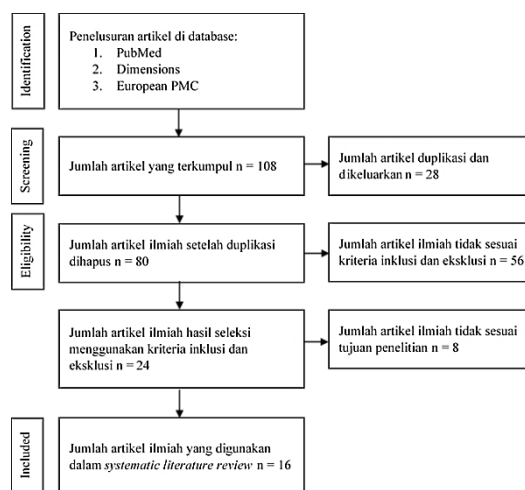 Identification
Penelusuran artikel di database:
1. PubMed
2. Dimensions
3. European PMC
Screening
Jumlah artikel yang terkumpul n = 108
Jumlah artikel duplikasi dan
dikeluarkan n = 28
Eligibility
Jumlah artikel ilmiah setelah duplikasi
dihapus n = 80
Jumlah artikel ilmiah tidak sesuai
kriteria inklusi dan eksklusi n = 56
Jumlah artikel ilmiah hasil seleksi
menggunakan kriteria inklusi dan
eksklusi n = 24
Jumlah artikel ilmiah tidak sesuai
tujuan penelitian n = 8
Included
Jumlah artikel ilmiah yang digunakan
dalam systematic literature review n = 16